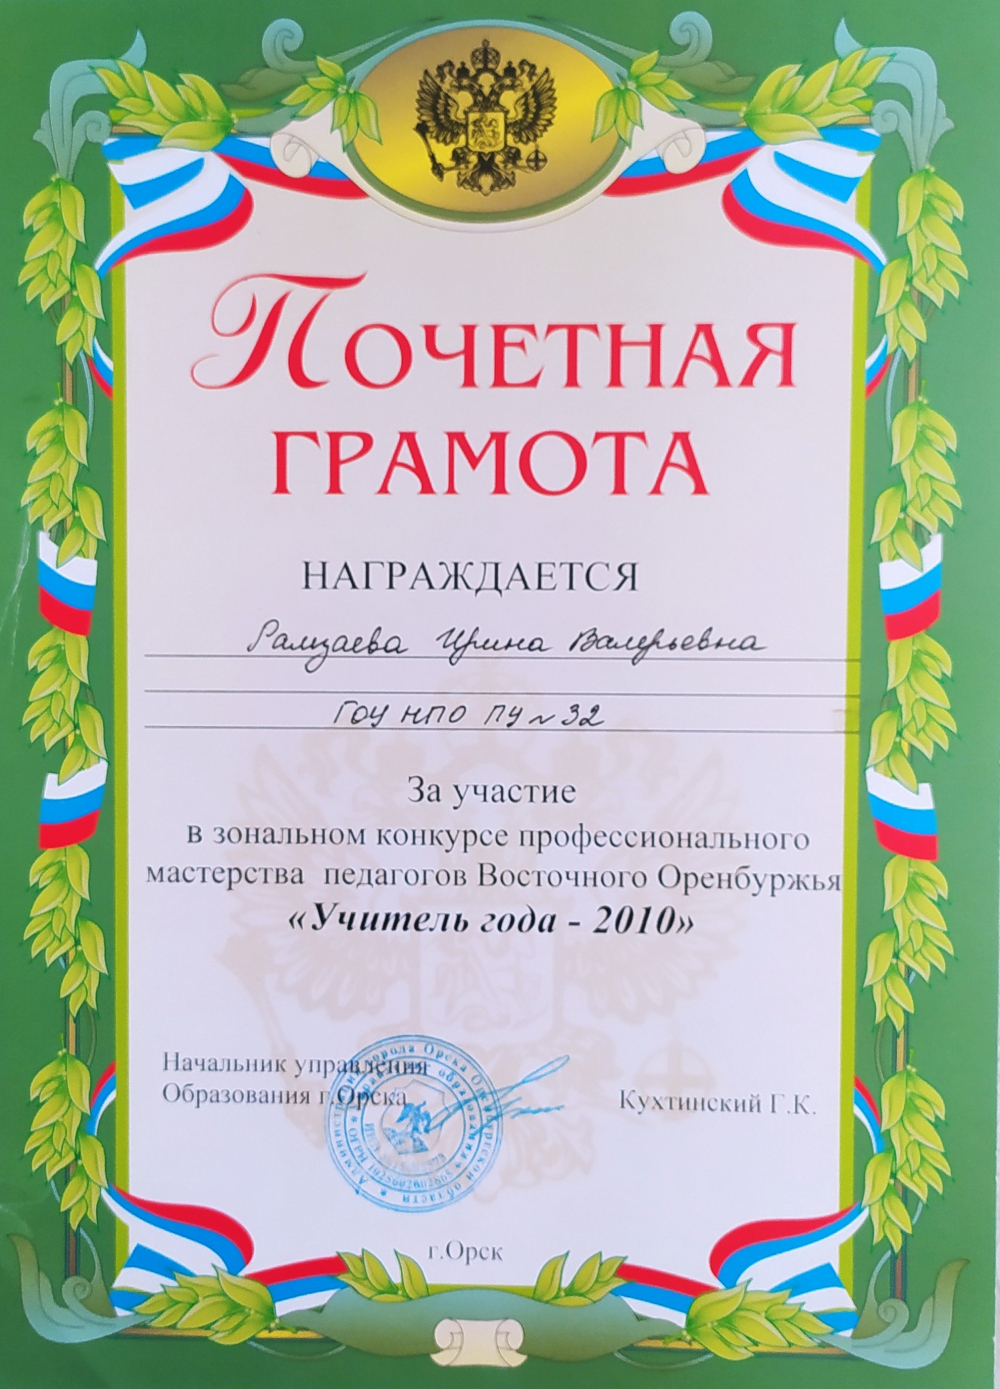 ПОЧЕТНАЯ
ГРАМОТА
НАГРАЖДАЕТСЯ
Рамзаева Ирина Валерьевна
ГОУ НПО ПУ № 32
За участие
в зональном конкурсе профессионального
мастерства педагогов Восточного Оренбуржья
«Учитель года - 2010»
Начальник управления
Образования г.Орска
Кухтинский Г.К.
г.Орск